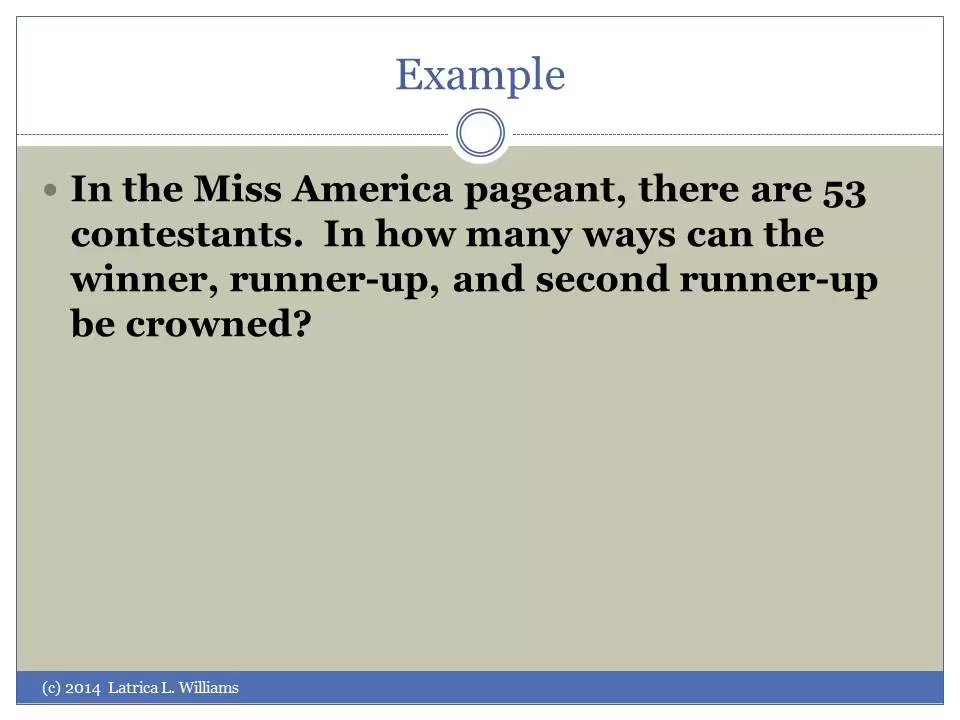 Example
• In the Miss America pageant, there are 53
contestants.  In how many ways can the
winner, runner-up, and second runner-up
be crowned?
(c) 2014 Latrica L. Williams